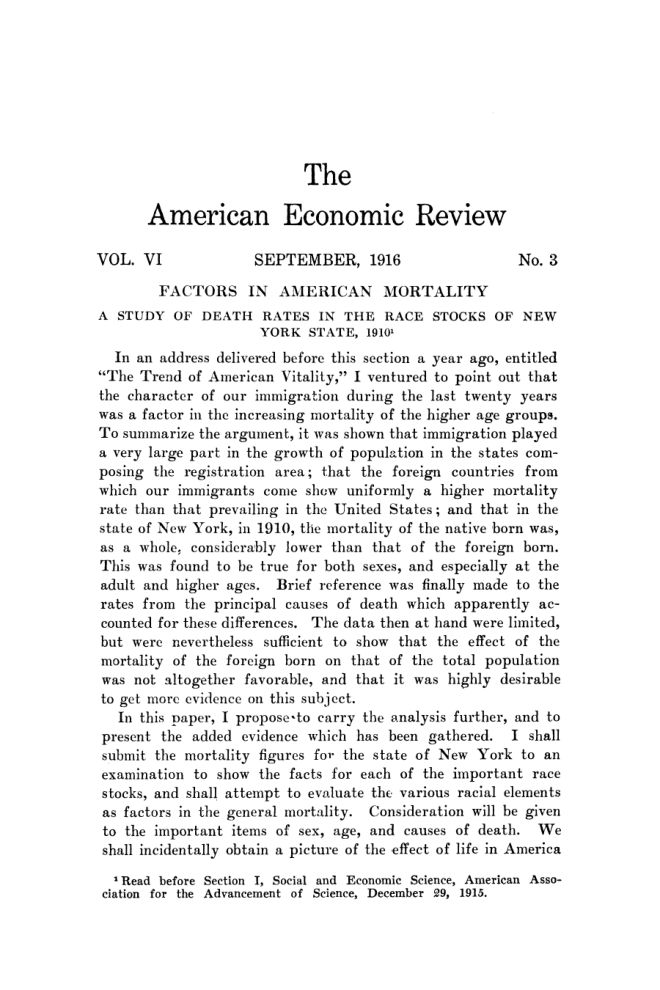 The
American Economic Review
VOL. VI SEPTEMBER, 1916 No. 3
FACTORS IN AMERICAN MORTALITY
A STUDY OF DEATH RATES IN THE RACE STOCKS OF NEW
YORK STATE, 1910¹
In an address delivered before this section a year ago, entitled
“The Trend of American Vitality,” I ventured to point out that
the character of our immigration during the last twenty years
was a factor in the increasing mortality of the higher age groups.
To summarize the argument, it was shown that immigration played
a very large part in the growth of population in the states com-
posing the registration area; that the foreign countries from
which our immigrants come show uniformly a higher mortality
rate than that prevailing in the United States; and that in the
state of New York, in 1910, the mortality of the native born was,
as a whole, considerably lower than that of the foreign born.
This was found to be true for both sexes, and especially at the
adult and higher ages. Brief reference was finally made to the
rates from the principal causes of death which apparently ac-
counted for these differences. The data then at hand were limited,
but were nevertheless sufficient to show that the effect of the
mortality of the foreign born on that of the total population
was not altogether favorable, and that it was highly desirable
to get more evidence on this subject.
In this paper, I propose to carry the analysis further, and to
present the added evidence which has been gathered. I shall
submit the mortality figures for the state of New York to an
examination to show the facts for each of the important race
stocks, and shall attempt to evaluate the various racial elements
as factors in the general mortality. Consideration will be given
to the important items of sex, age, and causes of death. We
shall incidentally obtain a picture of the effect of life in America
¹ Read before Section I, Social and Economic Science, American Asso-
ciation for the Advancement of Science, December 29, 1915.